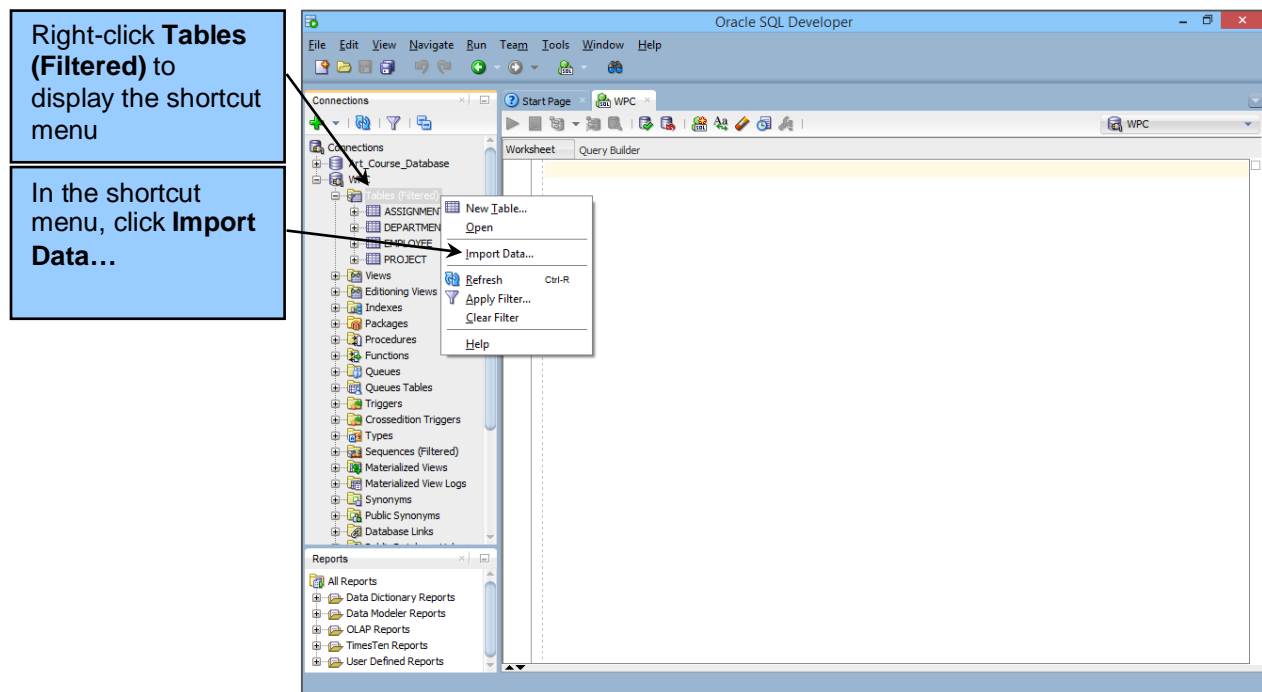 Right-click Tables
(Filtered) to
display the shortcut
menu
In the shortcut
menu, click Import
Data…
Oracle SQL Developer
File Edit View Navigate Run Team Tools Window Help
Connections
Start Page
WPC
WPC
Worksheet
Query Builder
Connections
Art_Course_Database
WPC
Tables (Filtered)
ASSIGNMENT
DEPARTMEN
EMPLOYEE
PROJECT
Views
Editioning Views
Indexes
Packages
Procedures
Functions
Queues
Queues Tables
Triggers
Crossedition Triggers
Types
Sequences (Filtered)
Materialized Views
Materialized View Logs
Synonyms
Public Synonyms
Database Links
New Table...
Open
Import Data...
Refresh Ctrl-R
Apply Filter...
Clear Filter
Help
Reports
All Reports
Data Dictionary Reports
Data Modeler Reports
OLAP Reports
TimesTen Reports
User Defined Reports